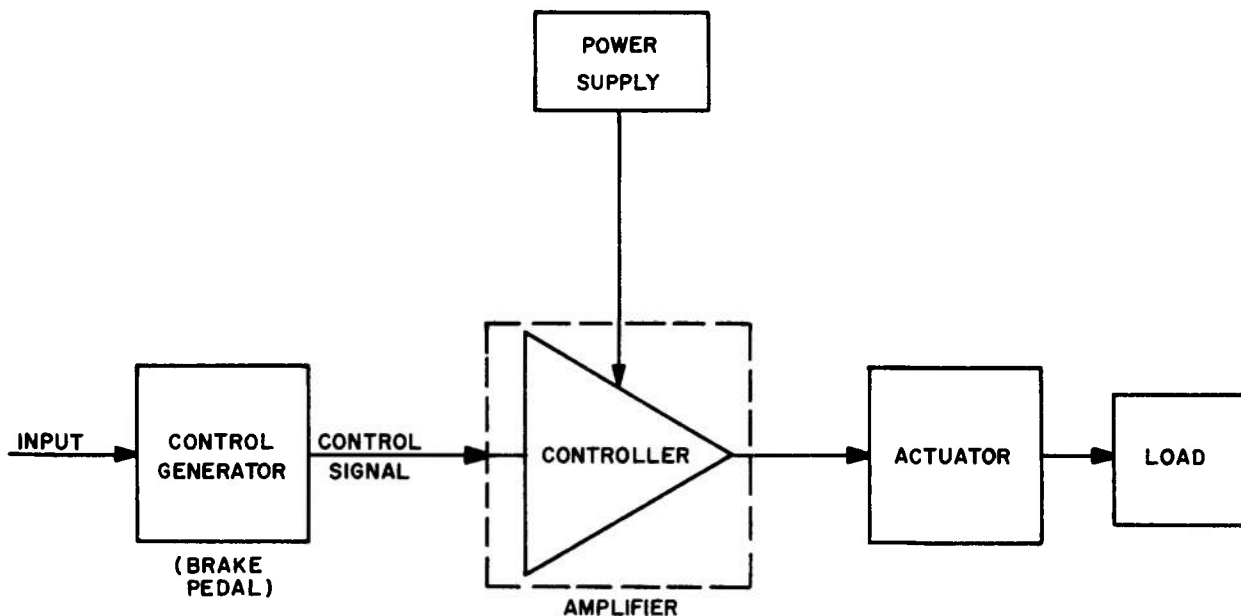 POWER
SUPPLY
INPUT
CONTROL
GENERATOR
(BRAKE
PEDAL)
CONTROL
SIGNAL
CONTROLLER
AMPLIFIER
ACTUATOR
LOAD